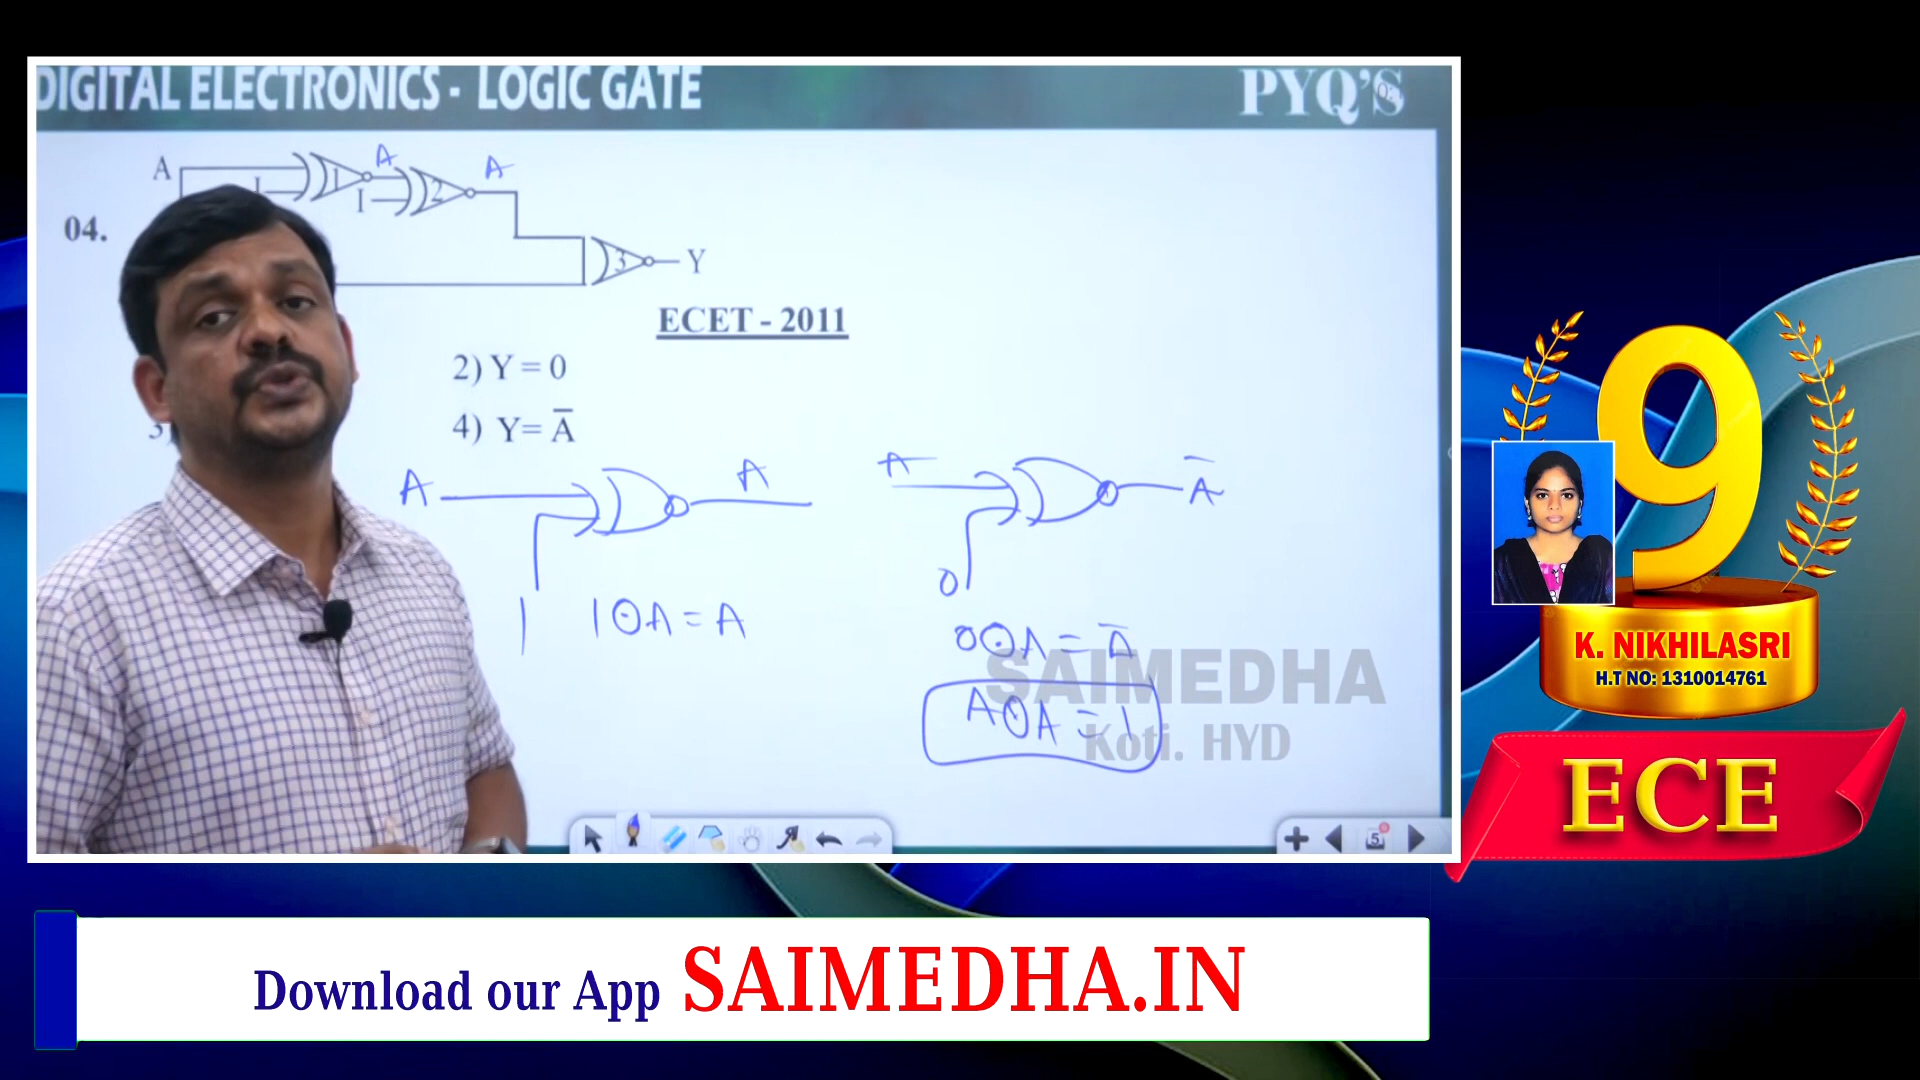 DIGITAL ELECTRONICS - LOGIC GATE
PYQ'S
A
A
A
1
I
2
04.
3
Y
ECET - 2011
2) Y = 0
4) Y = A̅
A
A
A
A̅
1
1 ⊙ A = A
0
0 ⊙ A = A̅
A ⊙ A = 1
SAIMEDHA
Koti. HYD
5
9
K. NIKHILASRI
H.T NO: 1310014761
ECE
Download our App SAIMEDHA.IN